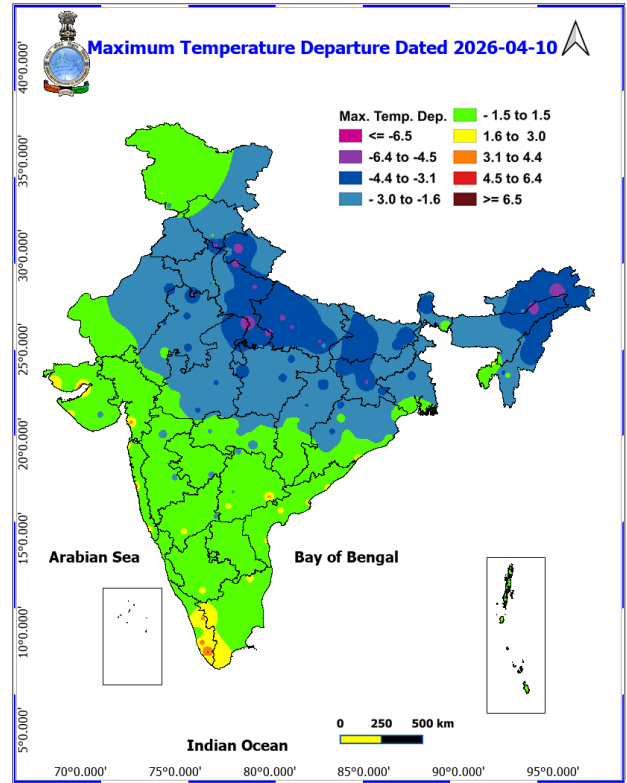 Maximum Temperature Departure Dated 2026-04-10
40°0.000'
35°0.000'
30°0.000'
25°0.000'
20°0.000'
15°0.000'
10°0.000'
5°0.000'
Max. Temp. Dep.
<= -6.5
-6.4 to -4.5
-4.4 to -3.1
- 3.0 to -1.6
- 1.5 to 1.5
1.6 to 3.0
3.1 to 4.4
4.5 to 6.4
>= 6.5
Arabian Sea
Bay of Bengal
0 250 500 km
Indian Ocean
70°0.000' 75°0.000' 80°0.000' 85°0.000' 90°0.000' 95°0.000'